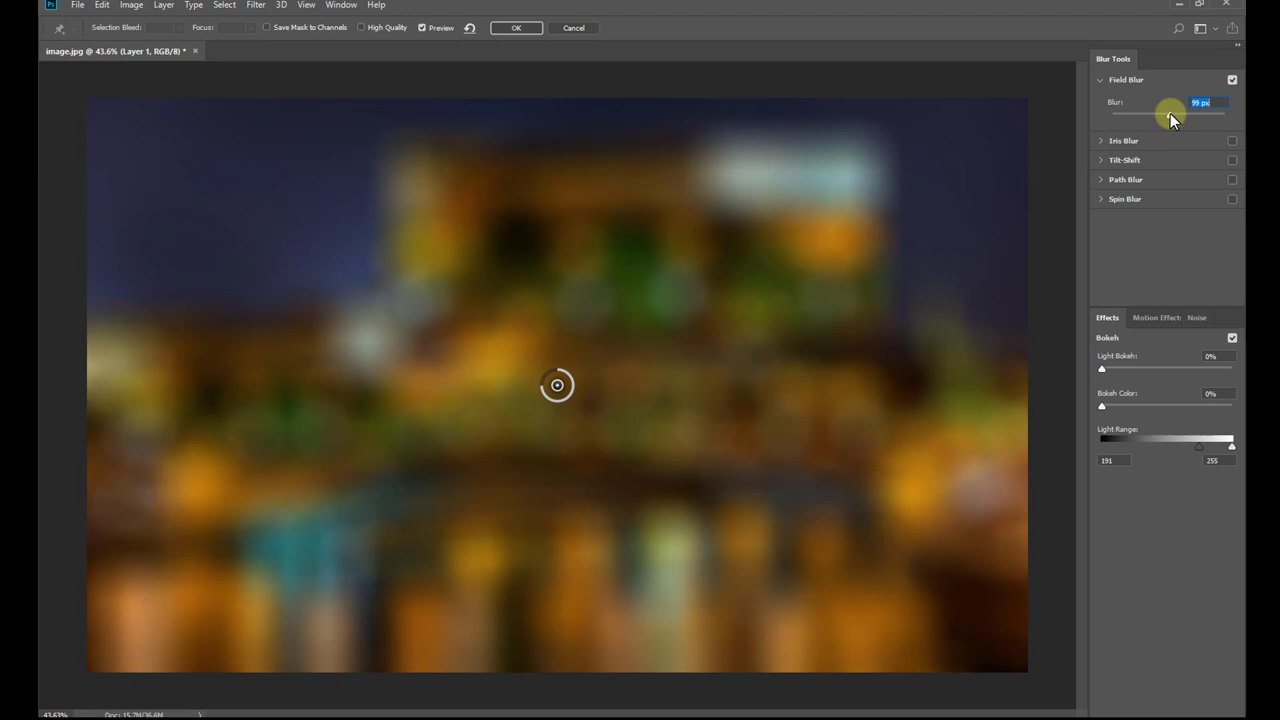 Ps File Edit Image Layer Type Select Filter 3D View Window Help
Selection Bleed: Focus: Save Mask to Channels High Quality Preview OK Cancel
image.jpg @ 43.6% (Layer 1, RGB/8) * ×
Blur Tools
Field Blur
Blur: 99 px
Iris Blur
Tilt-Shift
Path Blur
Spin Blur
Effects Motion Effect: Noise
Bokeh
Light Bokeh: 0%
Bokeh Color: 0%
Light Range:
191 255
43.63% Doc: 15.7M/36.6M